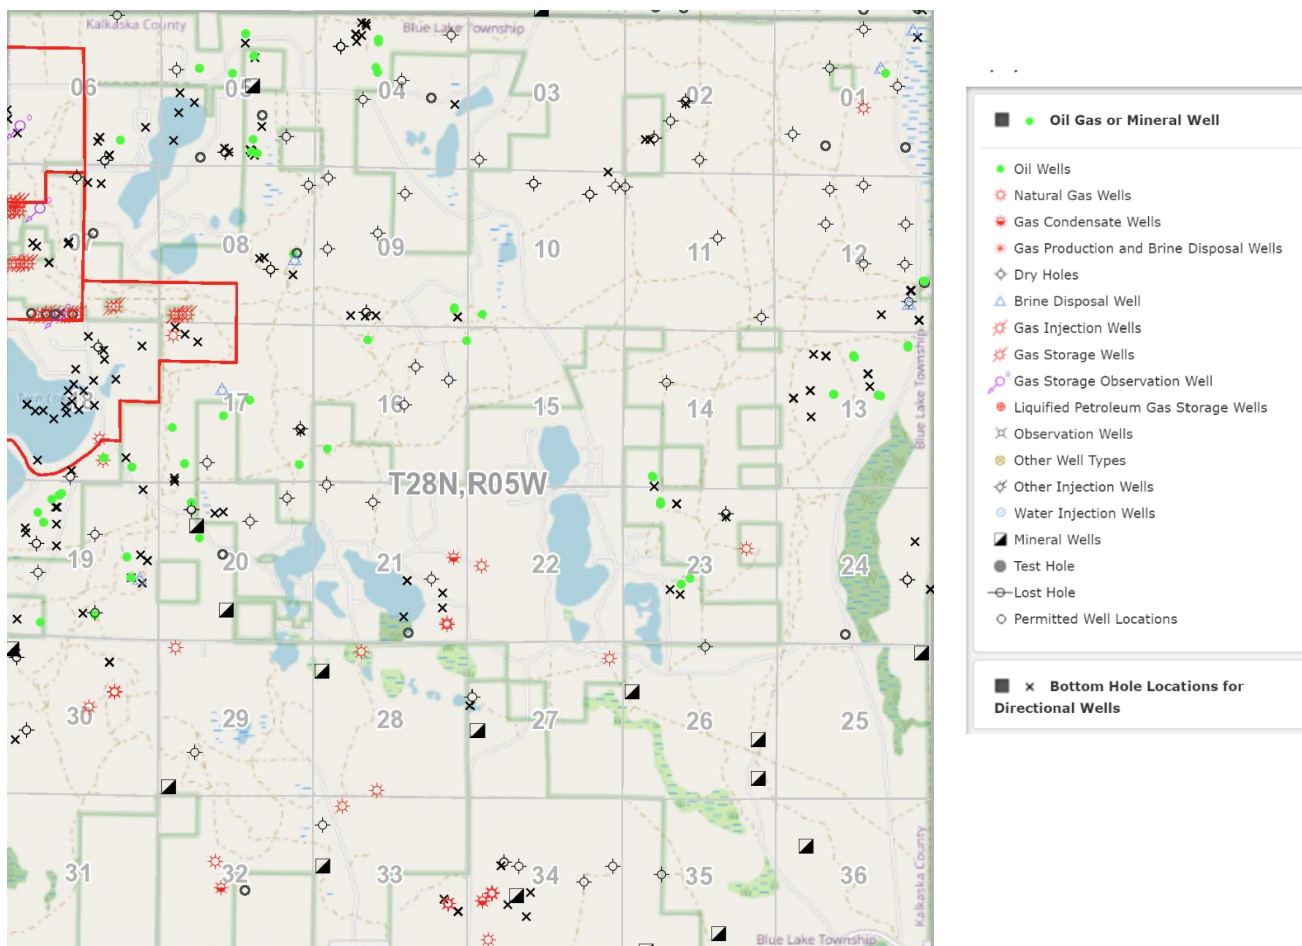 Kalkaska County
Blue Lake Township
06
05
04
03
02
01
07
08
09
10
11
12
18
17
16
15
14
13
Blue Lake Township
T28N,R05W
19
20
21
22
23
24
30
29
28
27
26
25
31
32
33
34
35
36
Kalkaska County
Blue Lake Township
Oil Gas or Mineral Well
Oil Wells
Natural Gas Wells
Gas Condensate Wells
Gas Production and Brine Disposal Wells
Dry Holes
Brine Disposal Well
Gas Injection Wells
Gas Storage Wells
Gas Storage Observation Well
Liquified Petroleum Gas Storage Wells
Observation Wells
Other Well Types
Other Injection Wells
Water Injection Wells
Mineral Wells
Test Hole
Lost Hole
Permitted Well Locations
Bottom Hole Locations for
Directional Wells